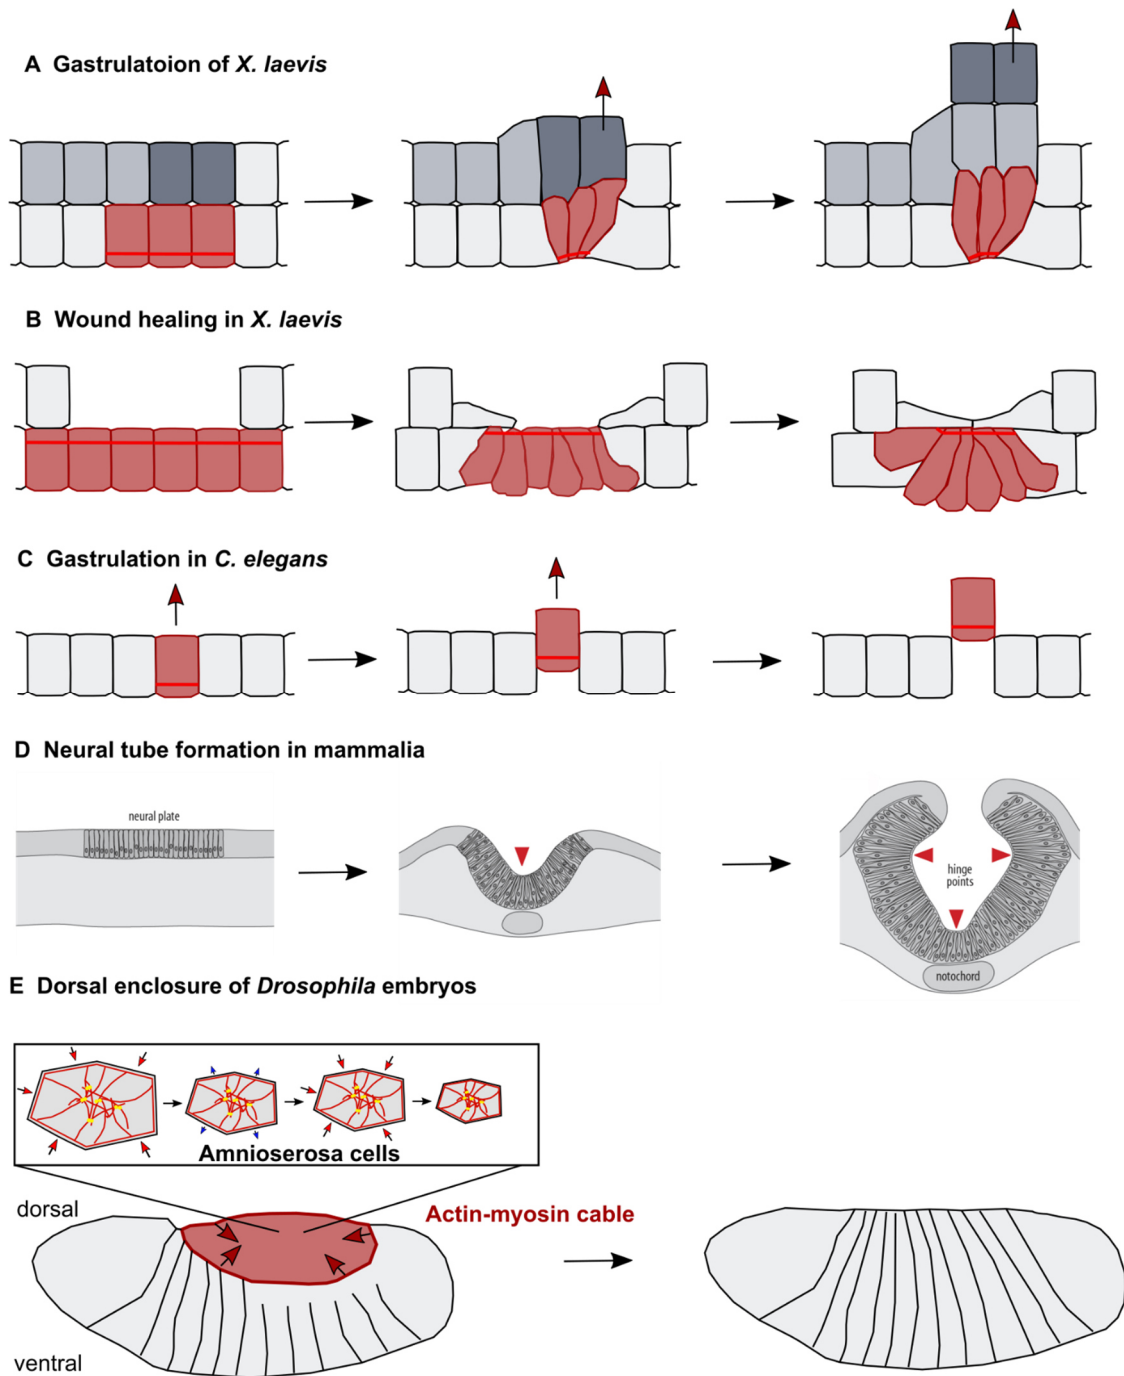 A Gastrulatoion of X. laevis
B Wound healing in X. laevis
C Gastrulation in C. elegans
D Neural tube formation in mammalia
neural plate
hinge
points
notochord
E Dorsal enclosure of Drosophila embryos
Amnioserosa cells
dorsal
Actin-myosin cable
ventral